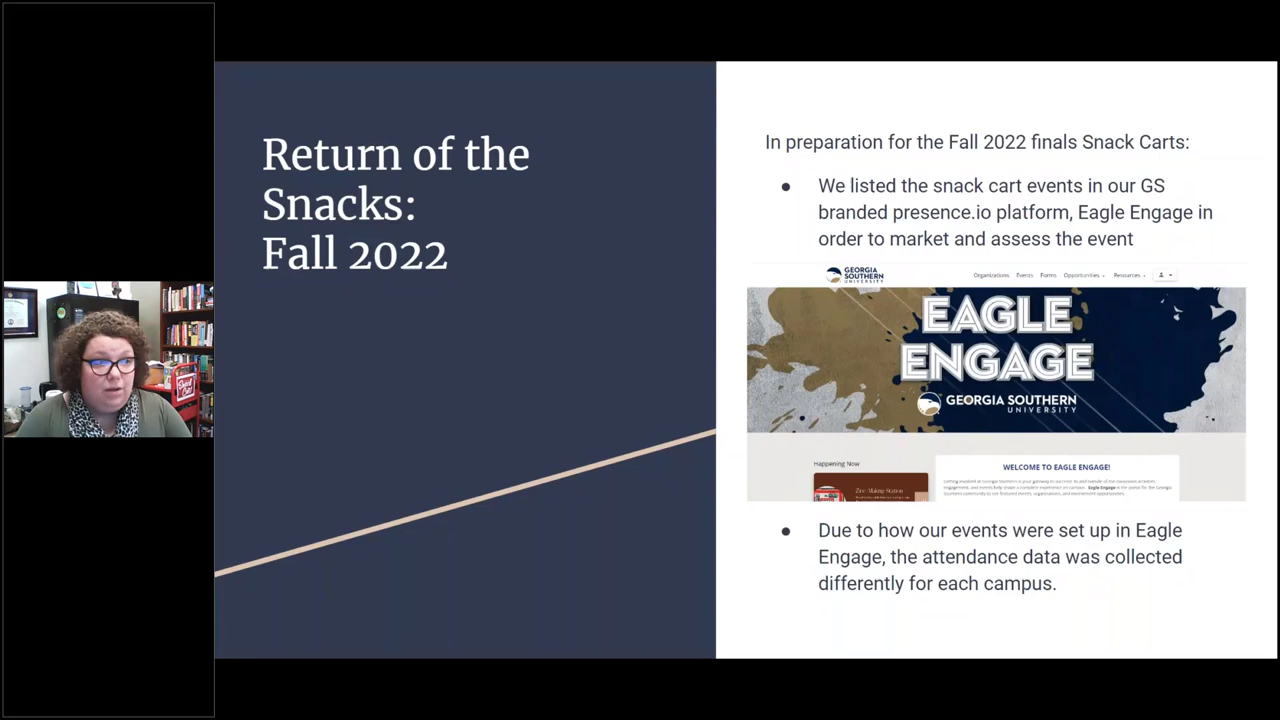 Return of the
Snacks:
Fall 2022
In preparation for the Fall 2022 finals Snack Carts:
● We listed the snack cart events in our GS
branded presence.io platform, Eagle Engage in
order to market and assess the event
GEORGIA
SOUTHERN
UNIVERSITY
Organizations Events Forms Opportunities Resources
EAGLE
ENGAGE
GEORGIA SOUTHERN
UNIVERSITY
Happening Now
WELCOME TO EAGLE ENGAGE!
Zine Making Station
● Due to how our events were set up in Eagle
Engage, the attendance data was collected
differently for each campus.